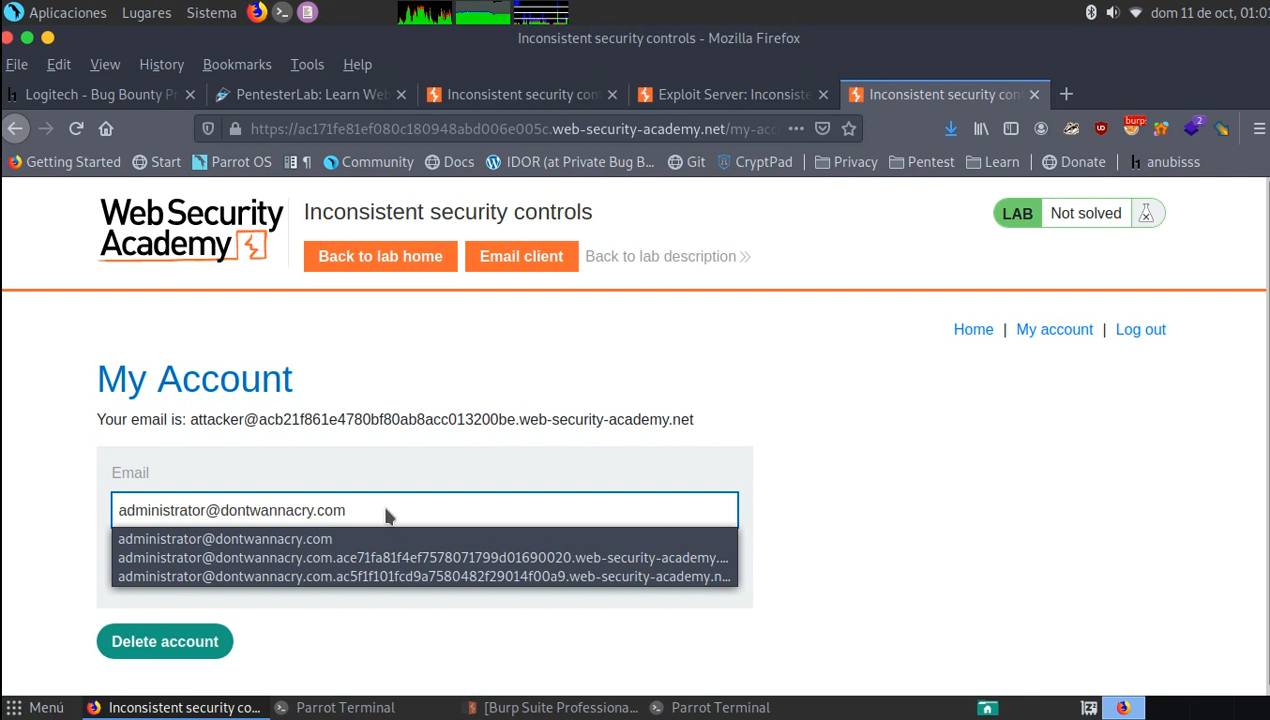 Aplicaciones Lugares Sistema dom 11 de oct, 01:01
Inconsistent security controls - Mozilla Firefox
File Edit View History Bookmarks Tools Help
Logitech - Bug Bounty Pr PentesterLab: Learn Web Inconsistent security con Exploit Server: Inconsiste Inconsistent security con
https://ac171fe81ef080c180948abd006e005c.web-security-academy.net/my-acc burp: 2
Getting Started Start Parrot OS ¶ Community Docs IDOR (at Private Bug B... Git CryptPad Privacy Pentest Learn Donate anubisss
Web Security
Academy
Inconsistent security controls
LAB Not solved
Back to lab home Email client Back to lab description
Home | My account | Log out
My Account
Your email is: attacker@acb21f861e4780bf80ab8acc013200be.web-security-academy.net
Email
administrator@dontwannacry.com
administrator@dontwannacry.com
administrator@dontwannacry.com.ace71fa81f4ef7578071799d01690020.web-security-academy....
administrator@dontwannacry.com.ac5f1f101fcd9a7580482f29014f00a9.web-security-academy.n...
Delete account
Menú Inconsistent security co... Parrot Terminal [Burp Suite Professiona... Parrot Terminal